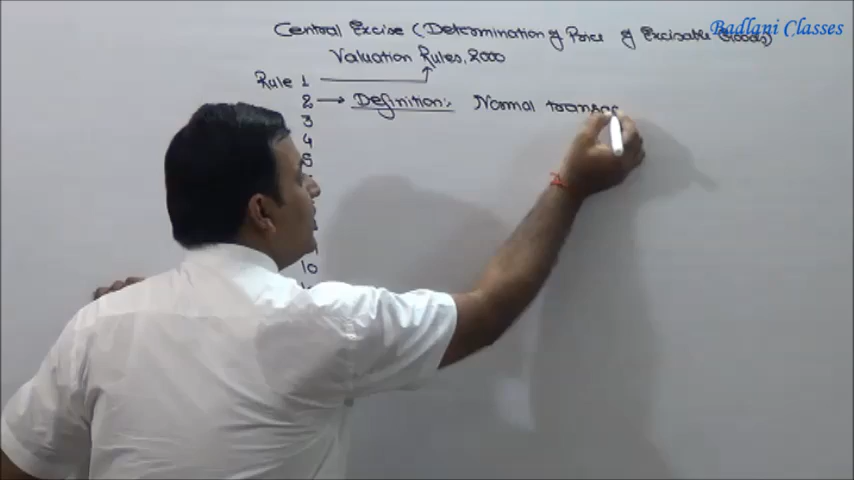 Badlani Classes
Central Excise (Determination of Price of Excisable Goods)
Valuation Rules, 2000
Rule 1
2 → Definition:- Normal transac
3
4
5
10